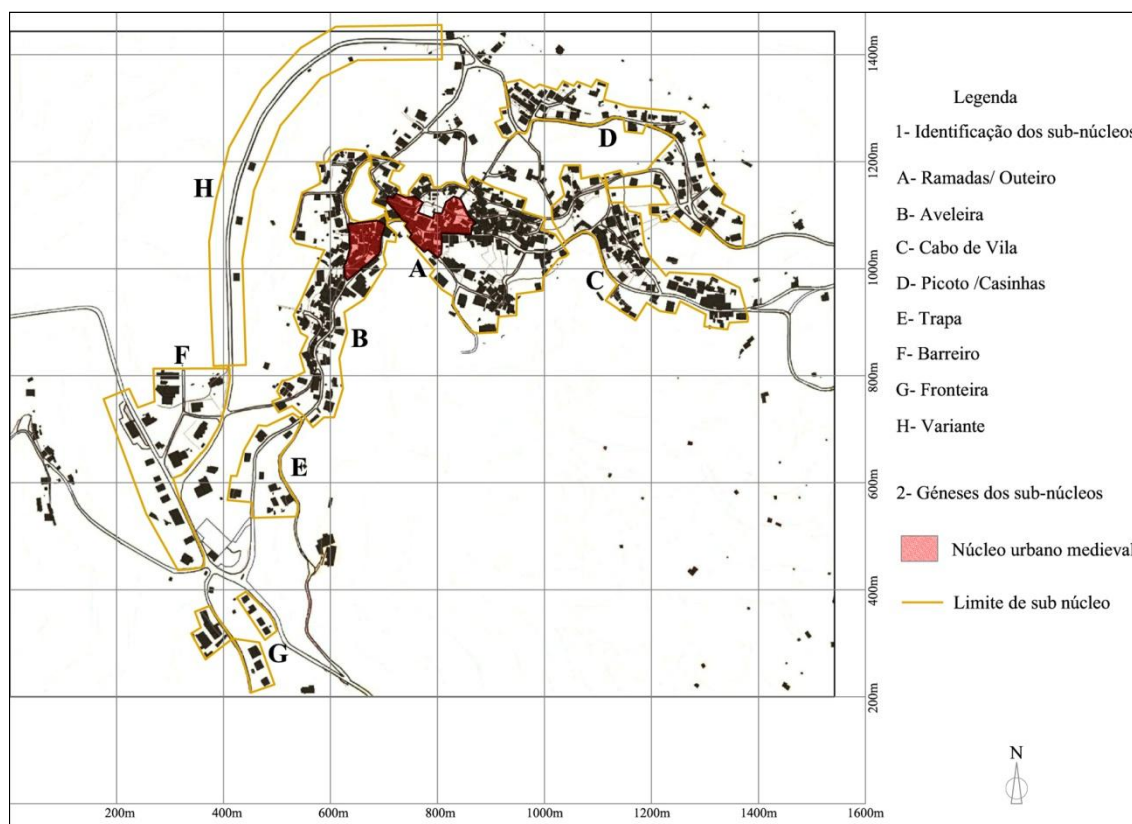 H
D
A
B
C
F
E
G
1400m
1200m
1000m
800m
600m
400m
200m
200m
400m
600m
800m
1000m
1200m
1400m
1600m
Legenda
1- Identificação dos sub-núcleos
A- Ramadas/ Outeiro
B- Aveleira
C- Cabo de Vila
D- Picoto /Casinhas
E- Trapa
F- Barreiro
G- Fronteira
H- Variante
2- Géneses dos sub-núcleos
Núcleo urbano medieval
Limite de sub núcleo
N